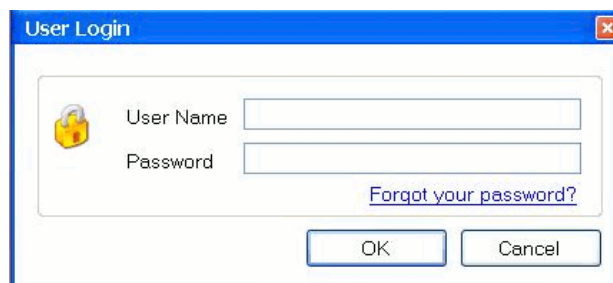 User Login
User Name
Password
Forgot your password?
OK Cancel